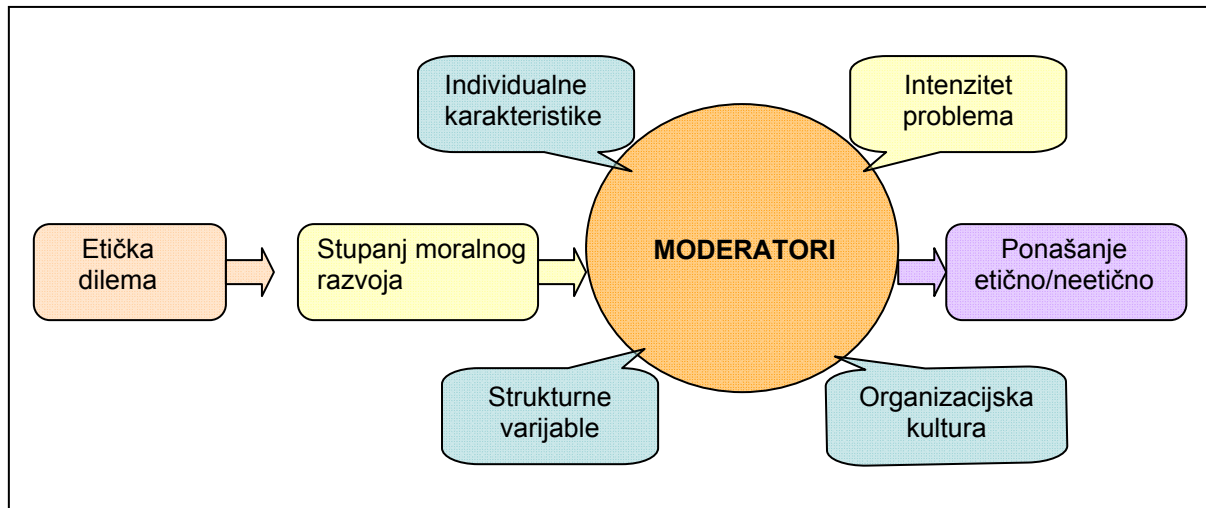 Individualne
karakteristike
Intenzitet
problema
Etička
dilema
Stupanj moralnog
razvoja
MODERATORI
Ponašanje
etično/neetično
Strukturne
varijable
Organizacijska
kultura